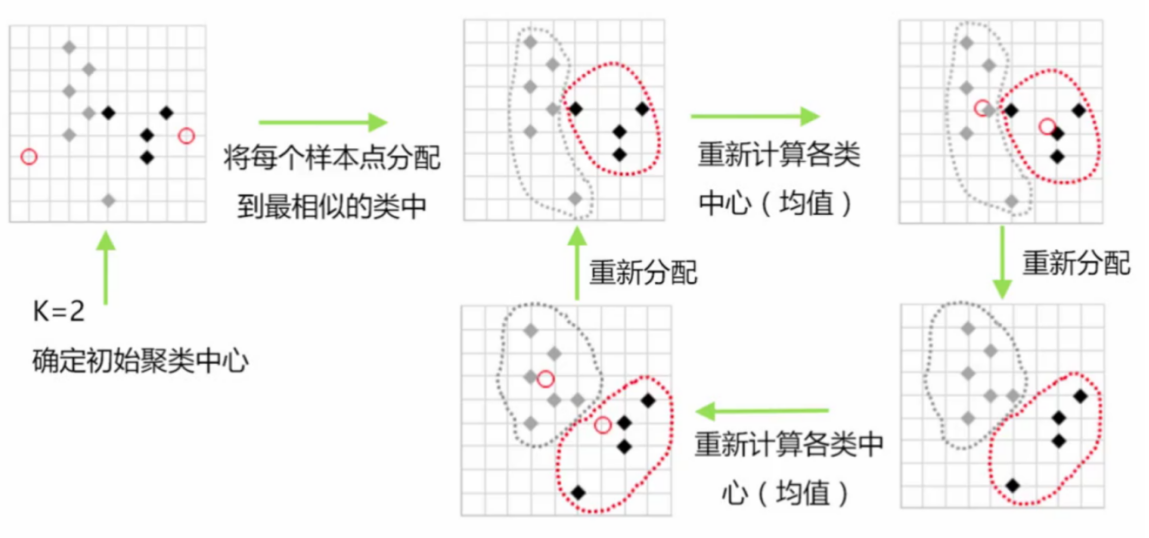 将每个样本点分配
到最相似的类中
重新计算各类
中心（均值）
重新分配
重新分配
K=2
确定初始聚类中心
重新计算各类中
心（均值）